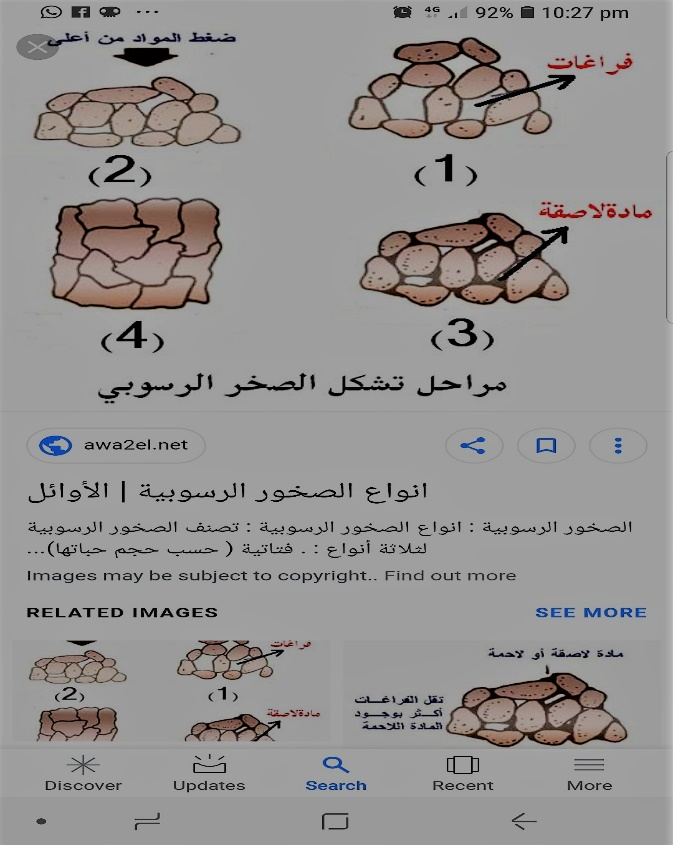 4G 92% 10:27 pm
ضغط المواد من أعلى
فراغات
(2)
(1)
مادةلاصقة
(4)
(3)
مراحل تشكل الصخر الرسوبي
awa2el.net
انواع الصخور الرسوبية | الأوائل
الصخور الرسوبية : انواع الصخور الرسوبية : تصنف الصخور الرسوبية
لثلاثة أنواع : . فتاتية ( حسب حجم حباتها)...
Images may be subject to copyright.. Find out more
RELATED IMAGES SEE MORE
فراغات
(2)
(1)
مادةلاصقة
مادة لاصقة أو لاحمة
تقل الفراغات
أكثر بوجود
المادة اللاحمة
Discover Updates Search Recent More